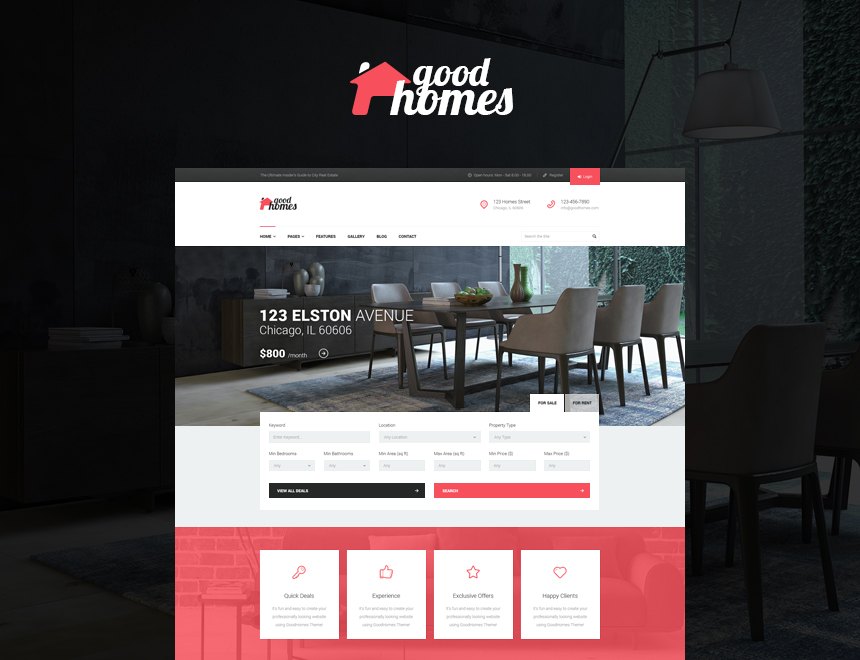 good
homes
The Ultimate Insider's Guide to City Real Estate
Open hours: Mon - Sat 8.00 - 18.00
Register
Login
good
homes
123 Homes Street
Chicago, IL 60606
123-456-7890
info@goodhomes.com
HOME
PAGES
FEATURES
GALLERY
BLOG
CONTACT
Search the Site
123 ELSTON AVENUE
Chicago, IL 60606
$800 /month
FOR SALE
FOR RENT
Keyword
Location
Property Type
Enter Keyword
Any Location
Any Type
Min Bedrooms
Min Bathrooms
Min Area (sq ft)
Max Area (sq ft)
Min Price ($)
Max Price ($)
Any
Any
Any
Any
Any
Any
VIEW ALL DEALS
SEARCH
Quick Deals
It's fun and easy to create your
professionally looking website
using GoodHomes Theme!
Experience
It's fun and easy to create your
professionally looking website
using GoodHomes Theme!
Exclusive Offers
It's fun and easy to create your
professionally looking website
using GoodHomes Theme!
Happy Clients
It's fun and easy to create your
professionally looking website
using GoodHomes Theme!